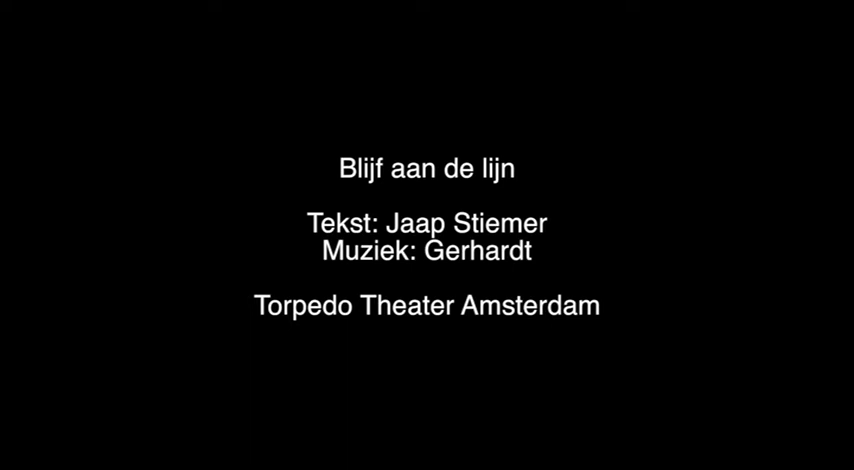 Blijf aan de lijn
Tekst: Jaap Stiemer
Muziek: Gerhardt
Torpedo Theater Amsterdam